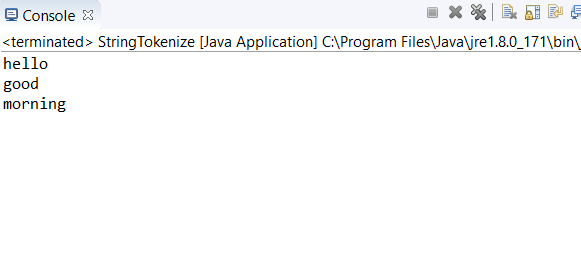 Console
<terminated> StringTokenize [Java Application] C:\Program Files\Java\jre1.8.0_171\bin\
hello
good
morning